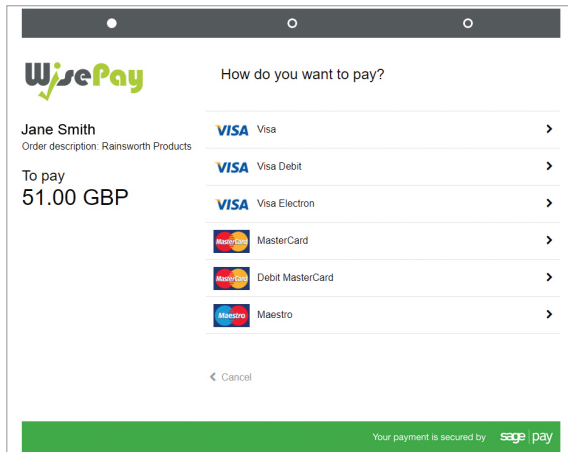 WisePay
How do you want to pay?
Jane Smith
Order description: Rainsworth Products
To pay
51.00 GBP
VISA Visa
VISA Visa Debit
VISA Visa Electron
MasterCard MasterCard
MasterCard Debit MasterCard
Maestro Maestro
Cancel
Your payment is secured by sage pay